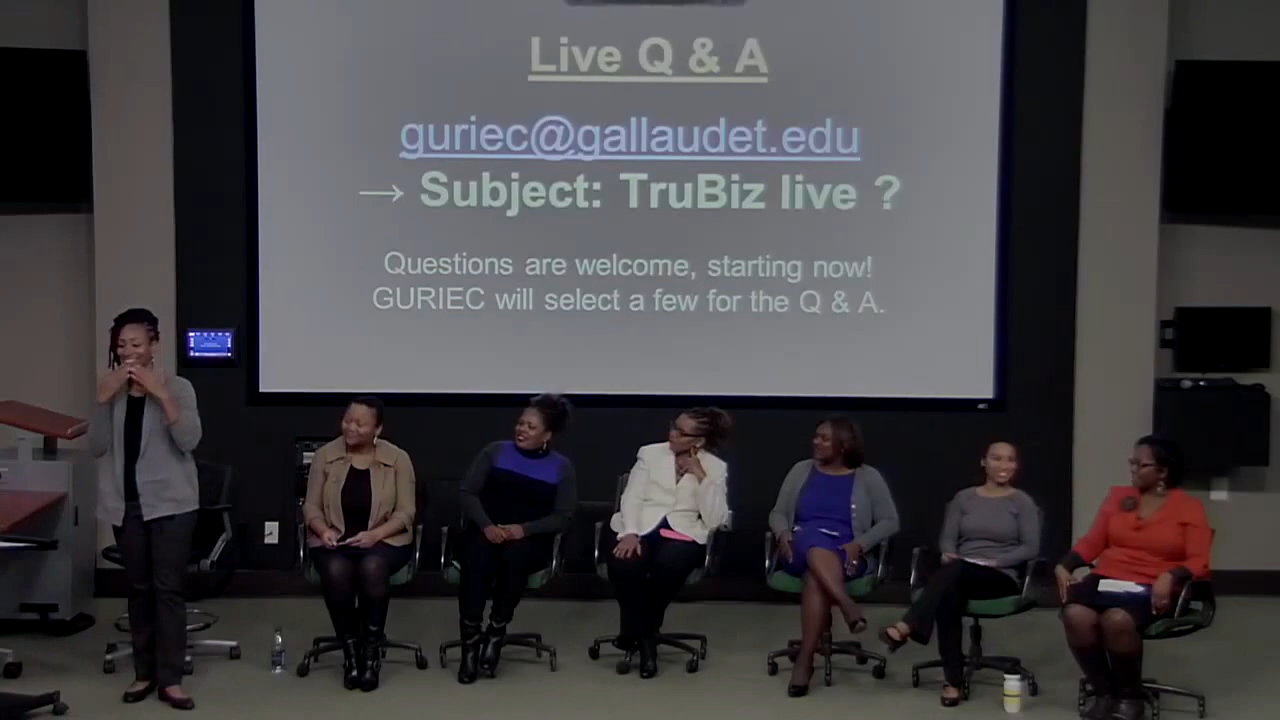 Live Q & A
guriec@gallaudet.edu
→ Subject: TruBiz live ?
Questions are welcome, starting now!
GURIEC will select a few for the Q & A.